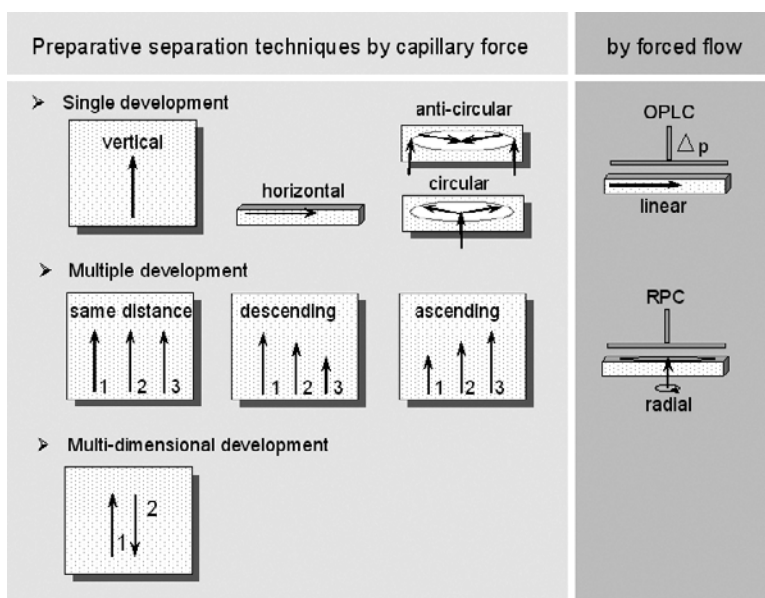 Preparative separation techniques by capillary force
by forced flow
➢ Single development
vertical
horizontal
anti-circular
circular
OPLC
Δp
linear
➢ Multiple development
same distance
1 2 3
descending
1 2 3
ascending
1 2 3
RPC
radial
➢ Multi-dimensional development
1 2